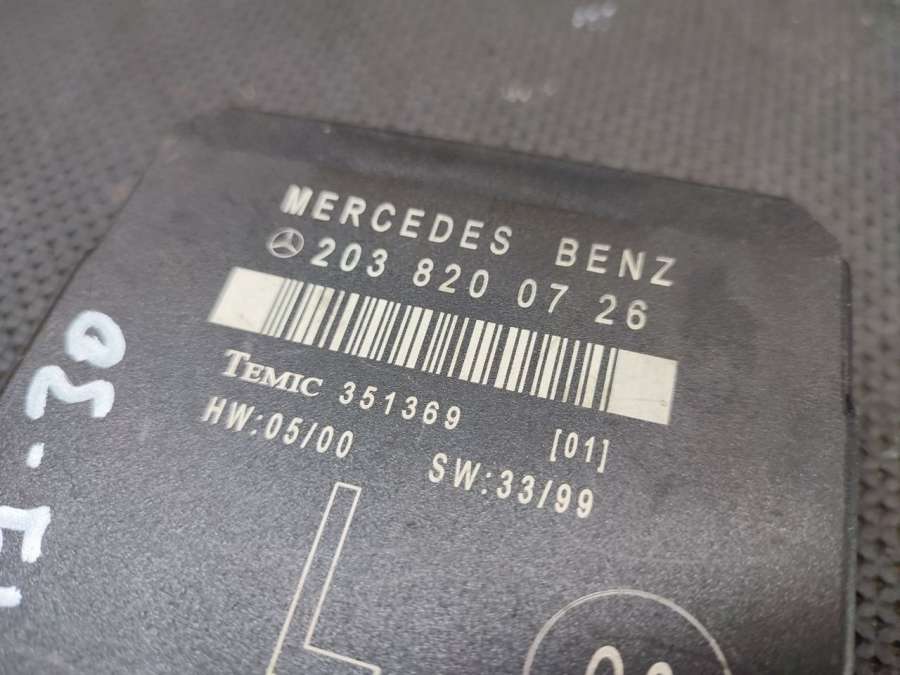 MERCEDES BENZ
203 820 07 26
TEMIC 351369 [01]
HW:05/00 SW:33/99
L